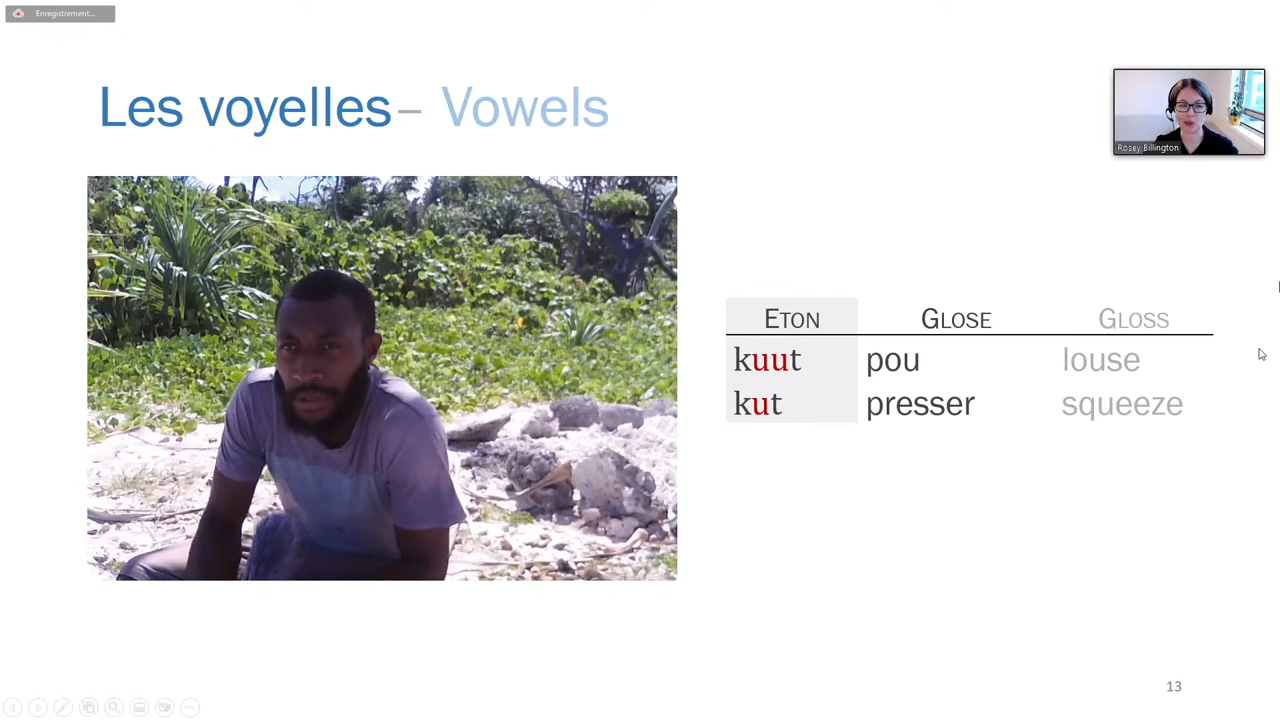 Enregistrement...
Les voyelles – Vowels
Rosey Billington
ETON GLOSE GLOSS
kuut pou louse
kut presser squeeze
13